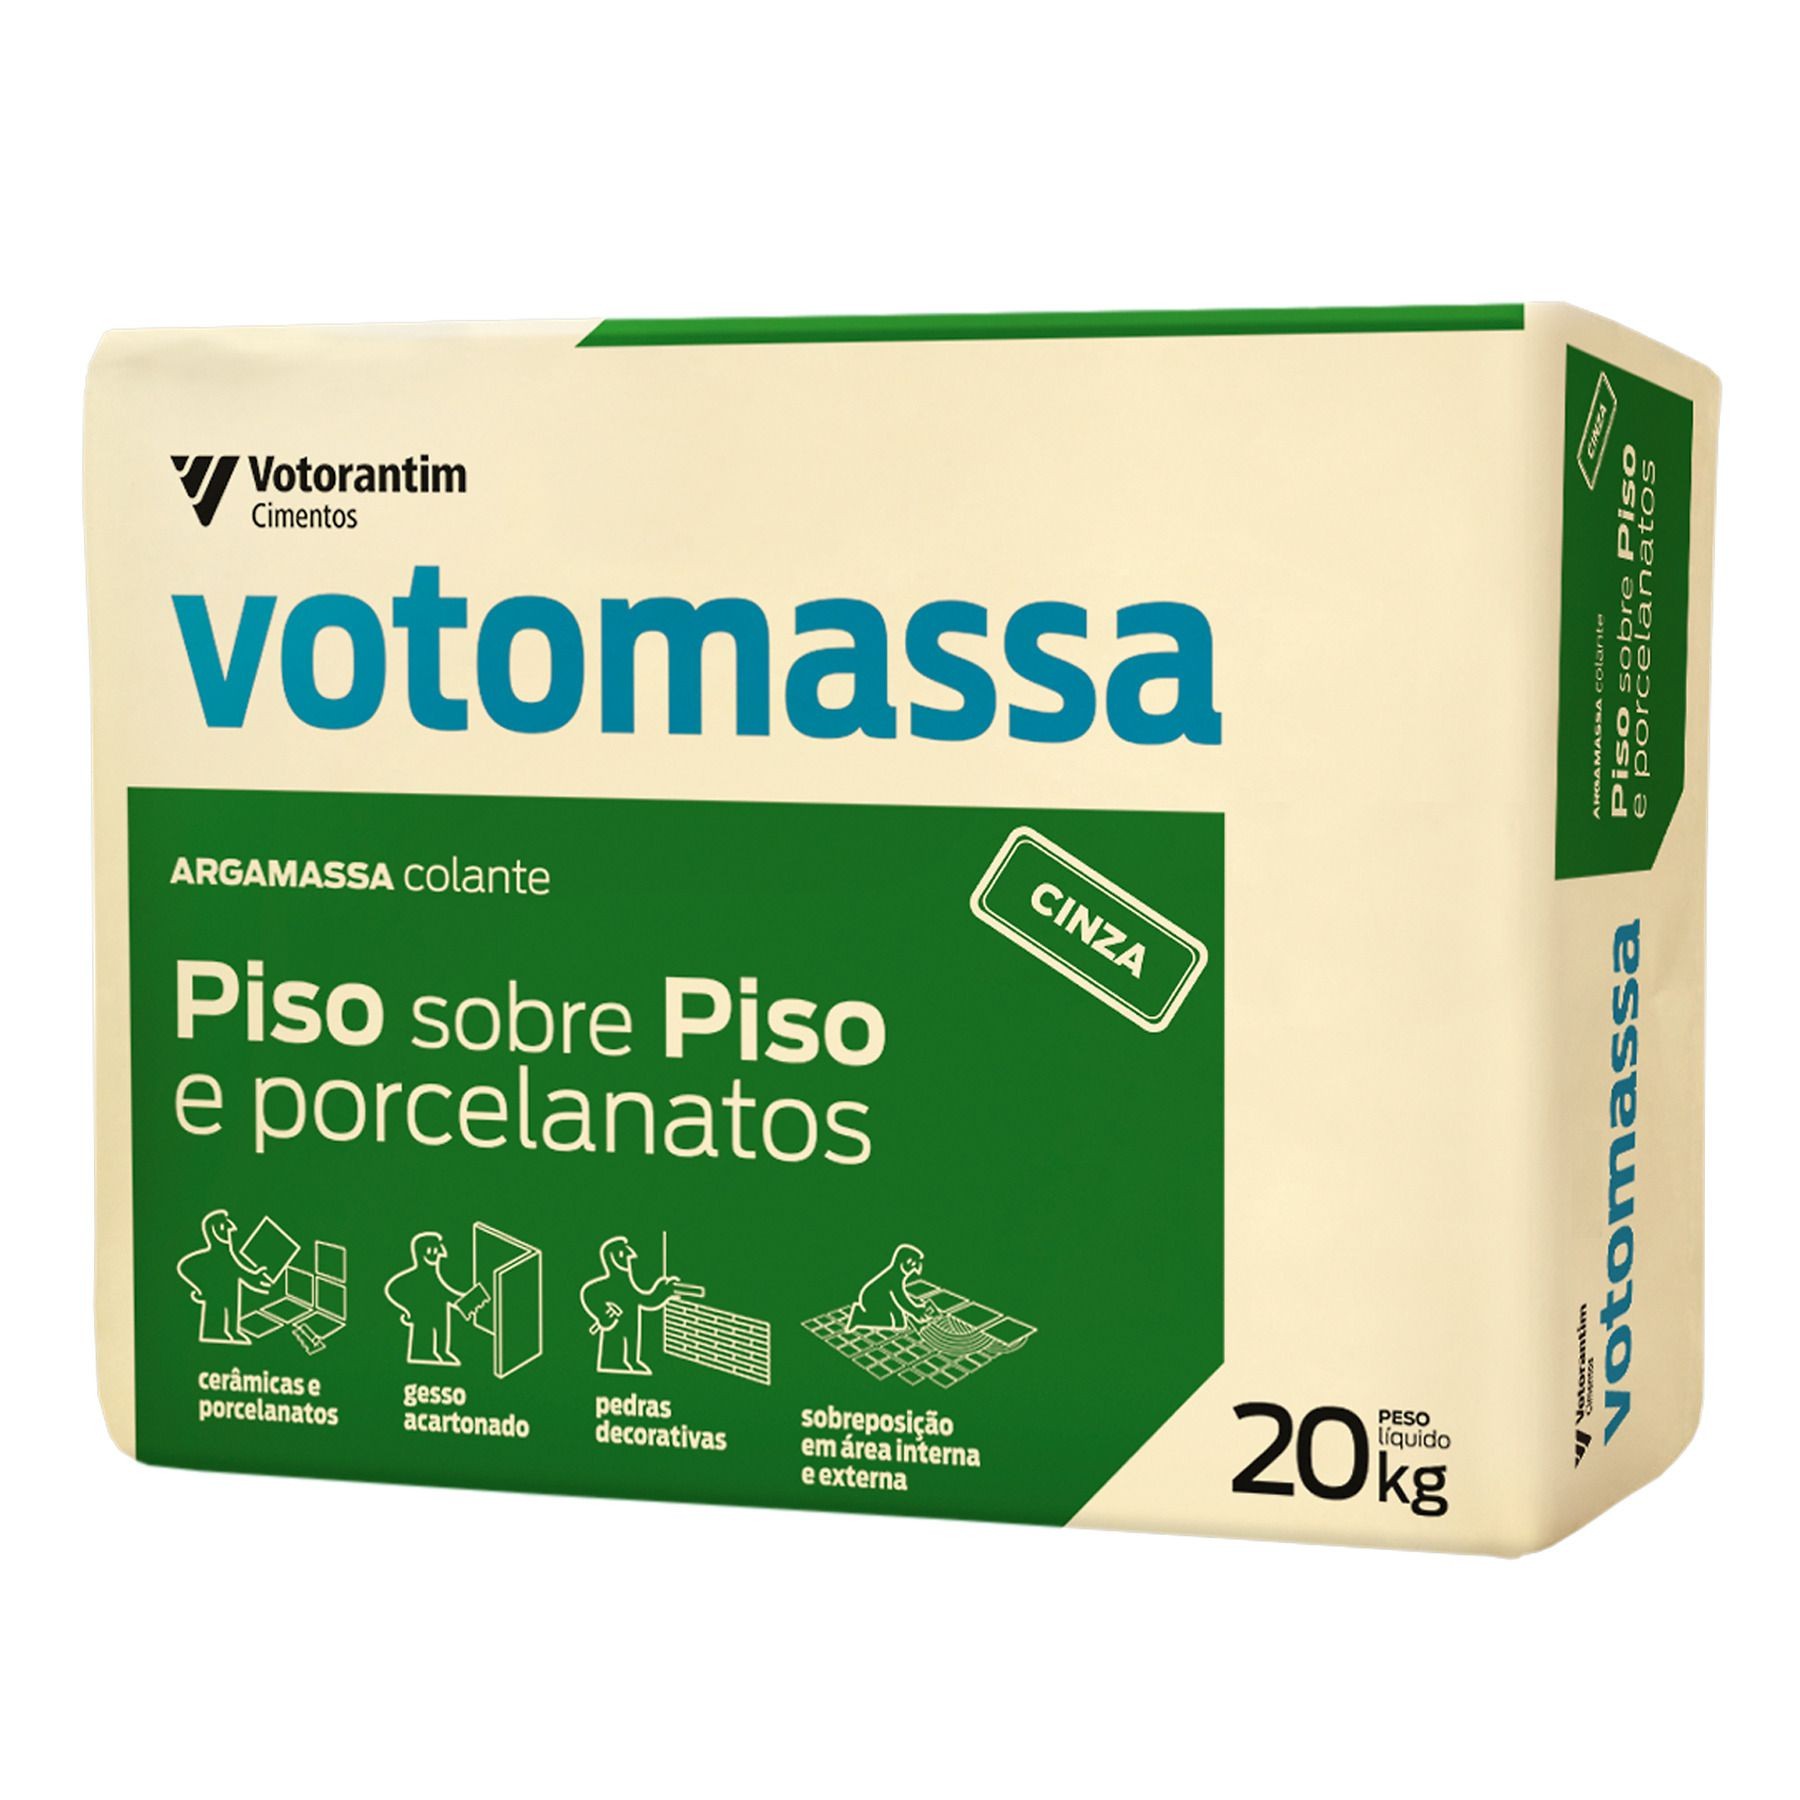 Votorantim
Cimentos
votomassa
ARGAMASSA colante
CINZA
Piso sobre Piso
e porcelanatos
cerâmicas e
porcelanatos
gesso
acartonado
pedras
decorativas
sobreposição
em área interna
e externa
20 kg
PESO
líquido
CINZA
ARGAMASSA colante
Piso sobre Piso
e porcelanatos
votomassa
Votorantim
Cimentos